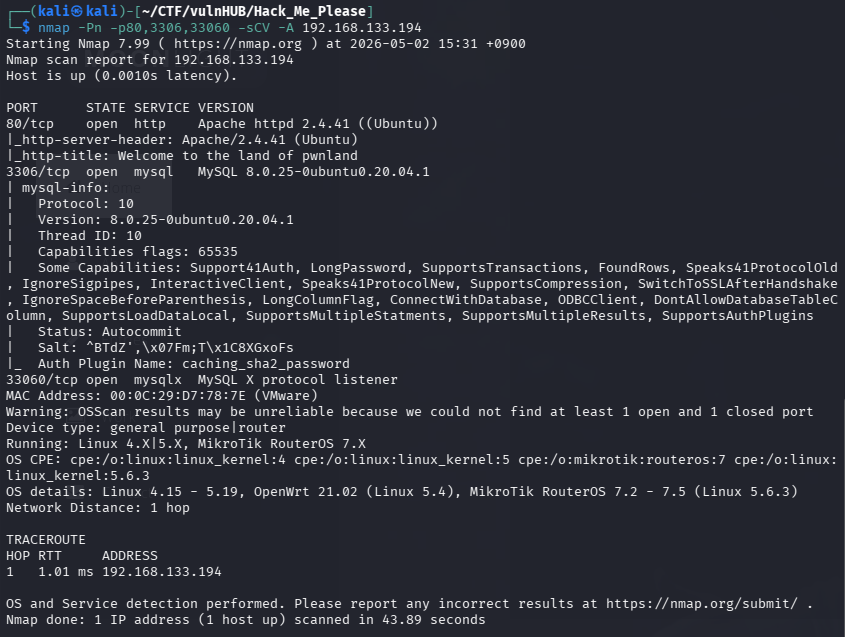 ┌──(kali㉿kali)-[~/CTF/vulnHUB/Hack_Me_Please]
└─$ nmap -Pn -p80,3306,33060 -sCV -A 192.168.133.194
Starting Nmap 7.99 ( https://nmap.org ) at 2026-05-02 15:31 +0900
Nmap scan report for 192.168.133.194
Host is up (0.0010s latency).

PORT      STATE SERVICE VERSION
80/tcp    open  http    Apache httpd 2.4.41 ((Ubuntu))
|_http-server-header: Apache/2.4.41 (Ubuntu)
|_http-title: Welcome to the land of pwnland
3306/tcp  open  mysql   MySQL 8.0.25-0ubuntu0.20.04.1
| mysql-info:
|   Protocol: 10
|   Version: 8.0.25-0ubuntu0.20.04.1
|   Thread ID: 10
|   Capabilities flags: 65535
|   Some Capabilities: Support41Auth, LongPassword, SupportsTransactions, FoundRows, Speaks41ProtocolOld
, IgnoreSigpipes, InteractiveClient, Speaks41ProtocolNew, SupportsCompression, SwitchToSSLAfterHandshake
, IgnoreSpaceBeforeParenthesis, LongColumnFlag, ConnectWithDatabase, ODBCClient, DontAllowDatabaseTableC
olumn, SupportsLoadDataLocal, SupportsMultipleStatments, SupportsMultipleResults, SupportsAuthPlugins
|   Status: Autocommit
|   Salt: ^BTdZ',\x07Fm;T\x1C8XGxoFs
|_  Auth Plugin Name: caching_sha2_password
33060/tcp open  mysqlx  MySQL X protocol listener
MAC Address: 00:0C:29:D7:78:7E (VMware)
Warning: OSScan results may be unreliable because we could not find at least 1 open and 1 closed port
Device type: general purpose|router
Running: Linux 4.X|5.X, MikroTik RouterOS 7.X
OS CPE: cpe:/o:linux:linux_kernel:4 cpe:/o:linux:linux_kernel:5 cpe:/o:mikrotik:routeros:7 cpe:/o:linux:
linux_kernel:5.6.3
OS details: Linux 4.15 - 5.19, OpenWrt 21.02 (Linux 5.4), MikroTik RouterOS 7.2 - 7.5 (Linux 5.6.3)
Network Distance: 1 hop

TRACEROUTE
HOP RTT     ADDRESS
1   1.01 ms 192.168.133.194

OS and Service detection performed. Please report any incorrect results at https://nmap.org/submit/ .
Nmap done: 1 IP address (1 host up) scanned in 43.89 seconds